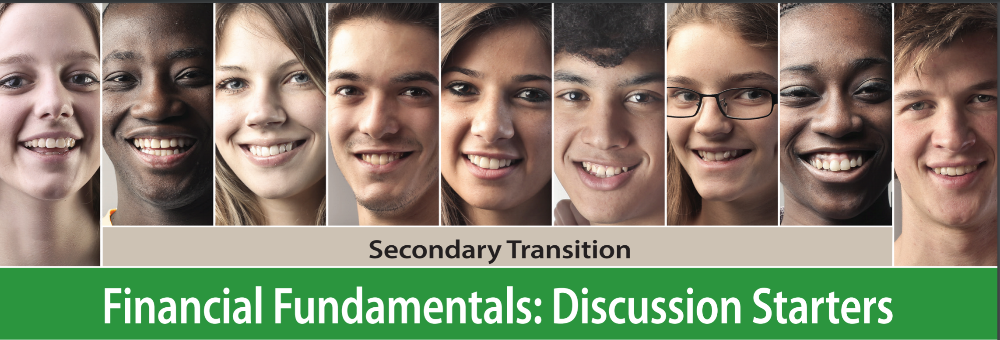 Secondary Transition
Financial Fundamentals: Discussion Starters